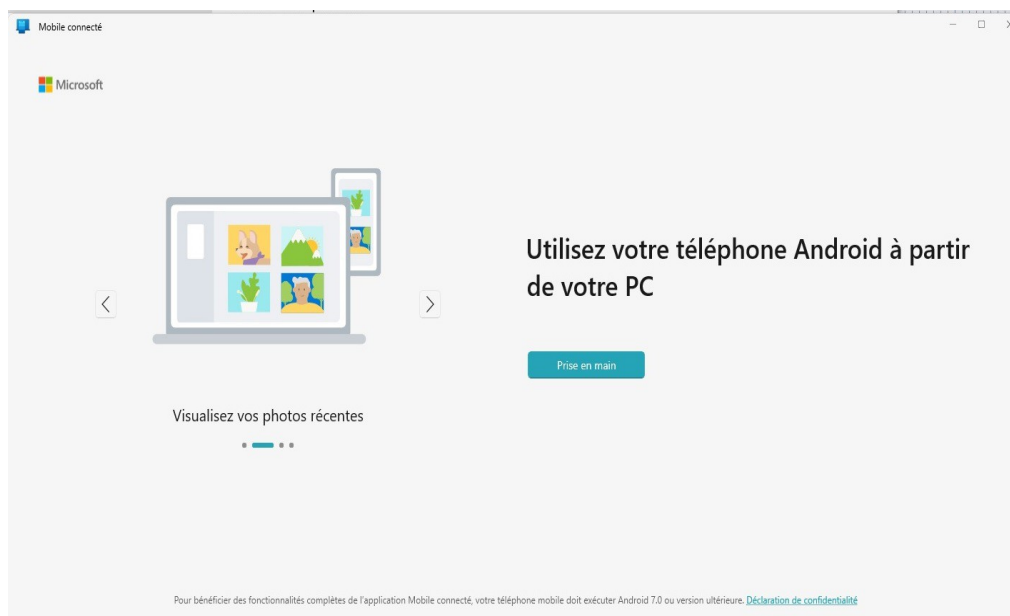 Mobile connecté
Microsoft
Utilisez votre téléphone Android à partir
de votre PC
Prise en main
Visualisez vos photos récentes
Pour bénéficier des fonctionnalités complètes de l'application Mobile connecté, votre téléphone mobile doit exécuter Android 7.0 ou version ultérieure. Déclaration de confidentialité